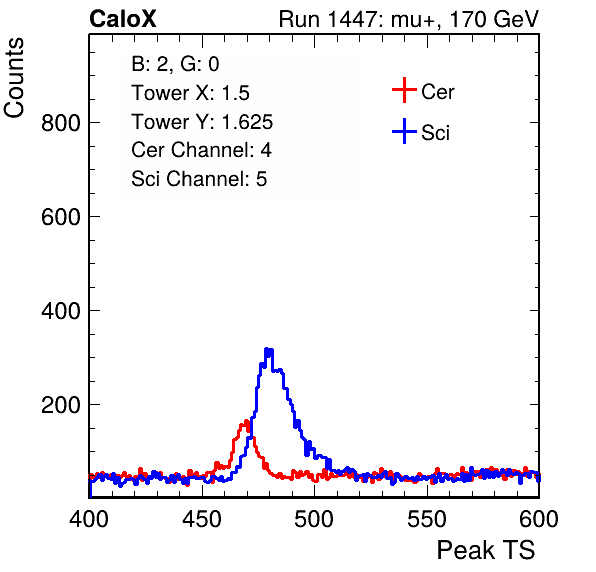 CaloX Run 1447: mu+, 170 GeV
Counts
B: 2, G: 0
Tower X: 1.5
Tower Y: 1.625
Cer Channel: 4
Sci Channel: 5
Cer
Sci
800
600
400
200
400 450 500 550 600
Peak TS